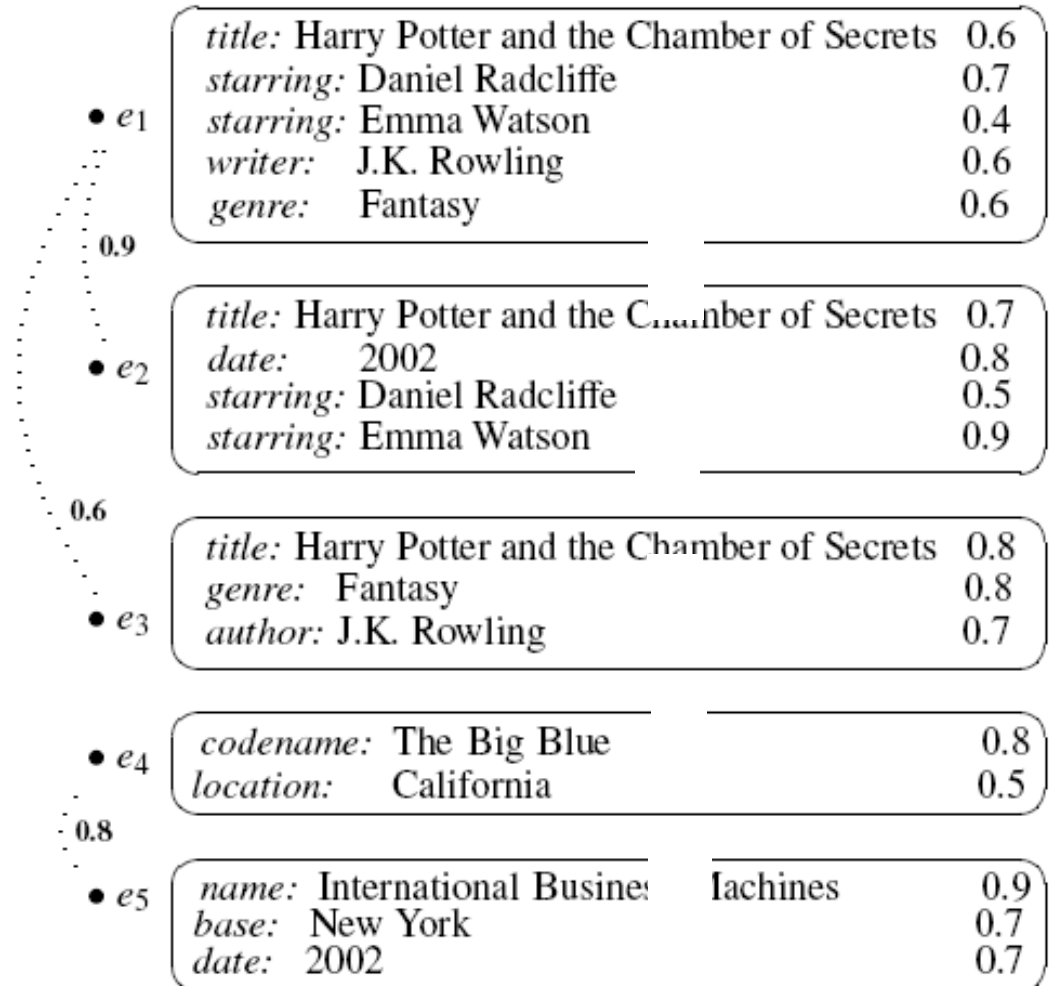 title: Harry Potter and the Chamber of Secrets 0.6
starring: Daniel Radcliffe 0.7
e1 starring: Emma Watson 0.4
writer: J.K. Rowling 0.6
genre: Fantasy 0.6
0.9
title: Harry Potter and the Chamber of Secrets 0.7
e2 date: 2002 0.8
starring: Daniel Radcliffe 0.5
starring: Emma Watson 0.9
0.6
title: Harry Potter and the Chamber of Secrets 0.8
genre: Fantasy 0.8
e3 author: J.K. Rowling 0.7
e4 codename: The Big Blue 0.8
location: California 0.5
0.8
e5 name: International 0.9
base: New York 0.7
date: 2002 0.7